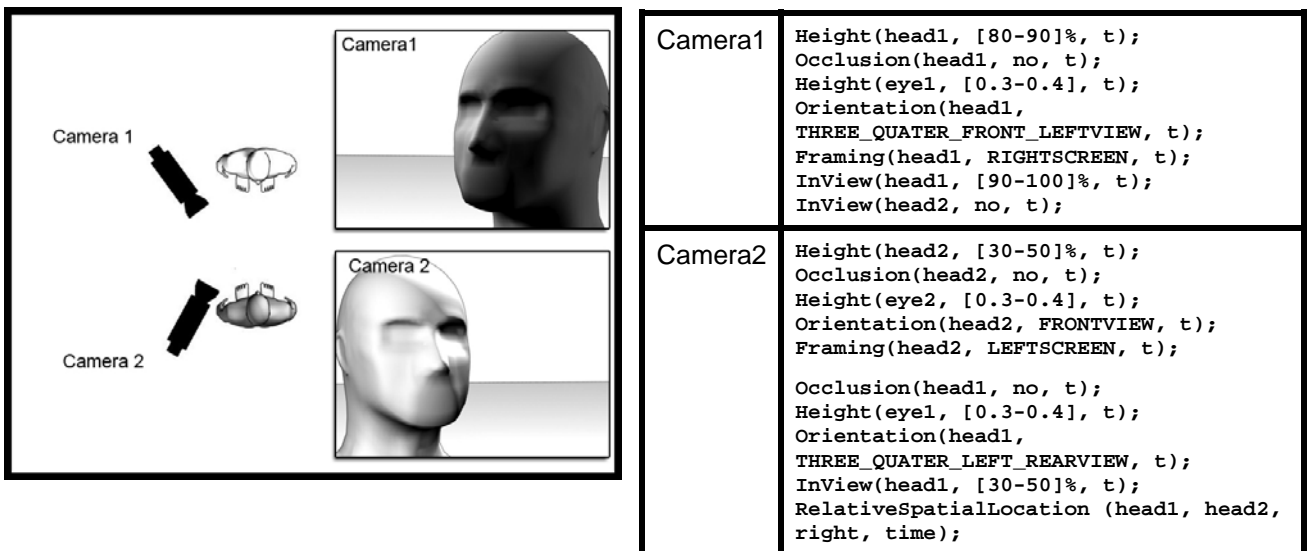 Camera 1
Camera 2
Camera1
Camera 2
Camera1
Height(head1, [80-90]%, t);
Occlusion(head1, no, t);
Height(eye1, [0.3-0.4], t);
Orientation(head1,
THREE_QUATER_FRONT_LEFTVIEW, t);
Framing(head1, RIGHTSCREEN, t);
InView(head1, [90-100]%, t);
InView(head2, no, t);
Camera2
Height(head2, [30-50]%, t);
Occlusion(head2, no, t);
Height(eye2, [0.3-0.4], t);
Orientation(head2, FRONTVIEW, t);
Framing(head2, LEFTSCREEN, t);
Occlusion(head1, no, t);
Height(eye1, [0.3-0.4], t);
Orientation(head1,
THREE_QUATER_LEFT_REARVIEW, t);
InView(head1, [30-50]%, t);
RelativeSpatialLocation (head1, head2,
right, time);